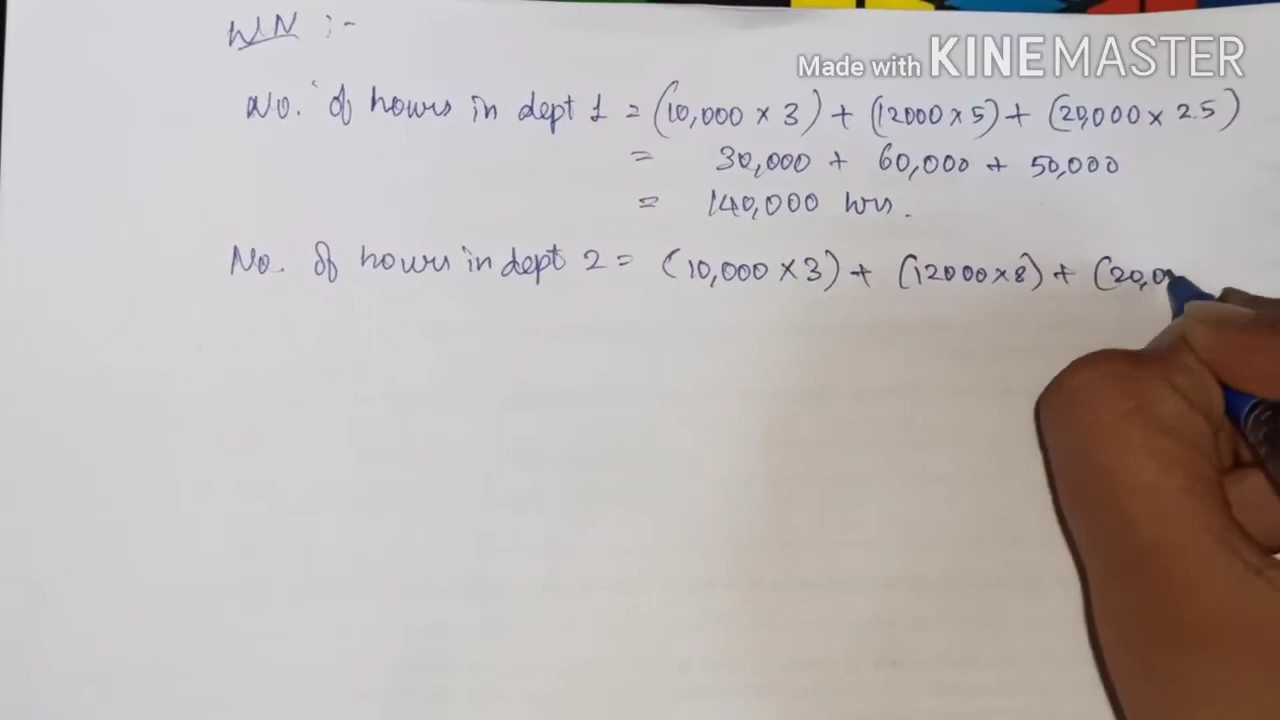 WN :-
Made with KINEMASTER
No. of hours in dept 1 = (10,000 × 3) + (12000 × 5) + (20,000 × 2.5)
= 30,000 + 60,000 + 50,000
= 140,000 hrs.
No. of hours in dept 2 = (10,000 × 3) + (12000 × 8) + (20,0